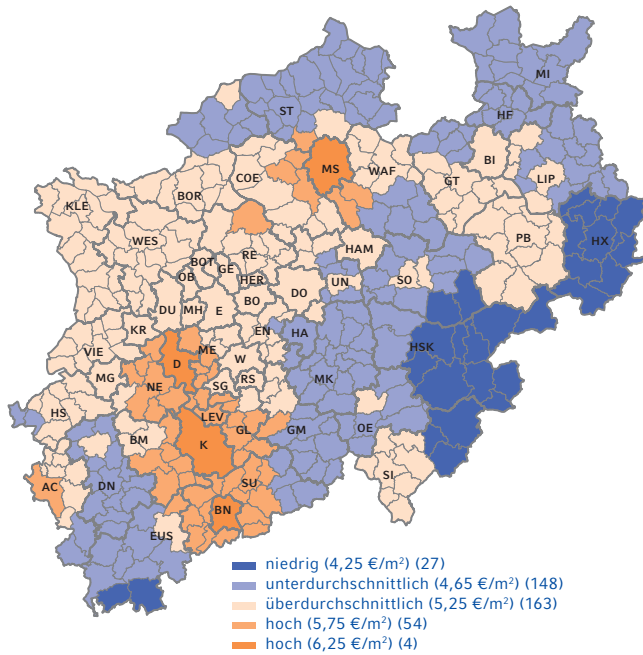 MI
HF
ST
BI
MS
WAF
COE
GT
LIP
BOR
KLE
WES
PB
HX
HAM
RE
BOT
GE
OB
HER
UN
SO
DO
BO
DU
MH
E
EN
HA
KR
ME
HSK
VIE
D
W
MK
MG
NE
SG
RS
HS
LEV
GL
GM
OE
BM
K
SI
AC
DN
SU
BN
EUS
niedrig (4,25 €/m²) (27)
unterdurchschnittlich (4,65 €/m²) (148)
überdurchschnittlich (5,25 €/m²) (163)
hoch (5,75 €/m²) (54)
hoch (6,25 €/m²) (4)